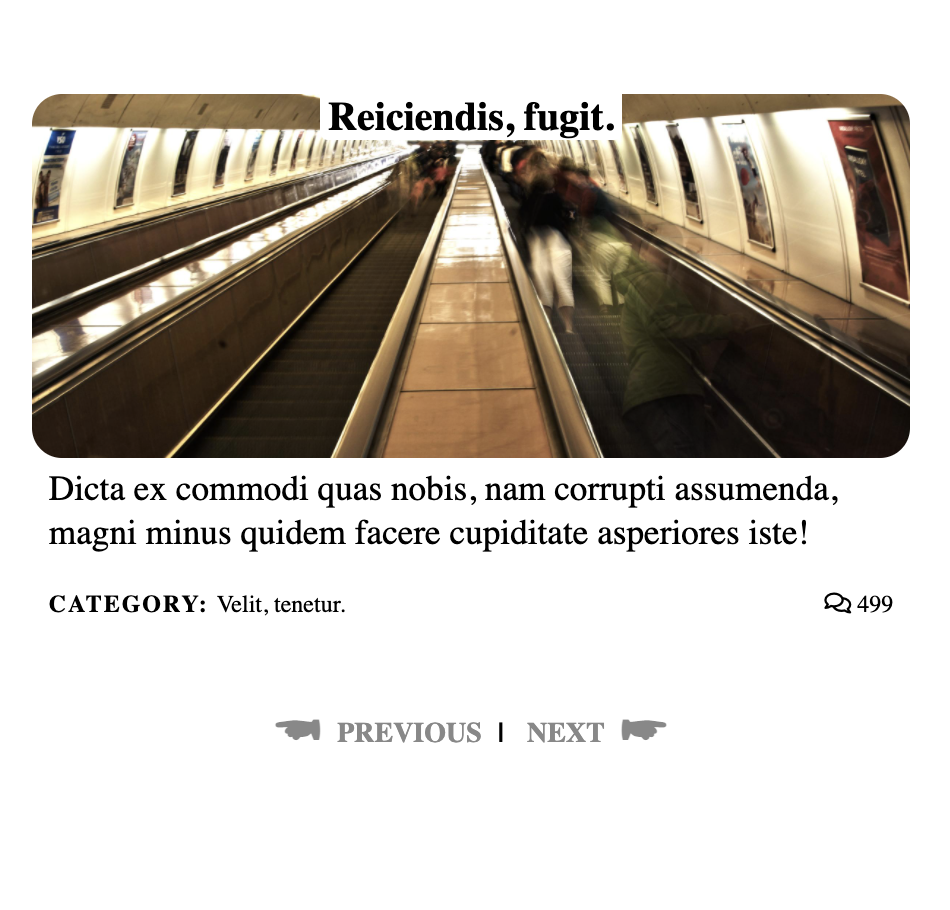 Reiciendis, fugit.
Dicta ex commodi quas nobis, nam corrupti assumenda,
magni minus quidem facere cupiditate asperiores iste!
CATEGORY: Velit, tenetur. 499
PREVIOUS | NEXT